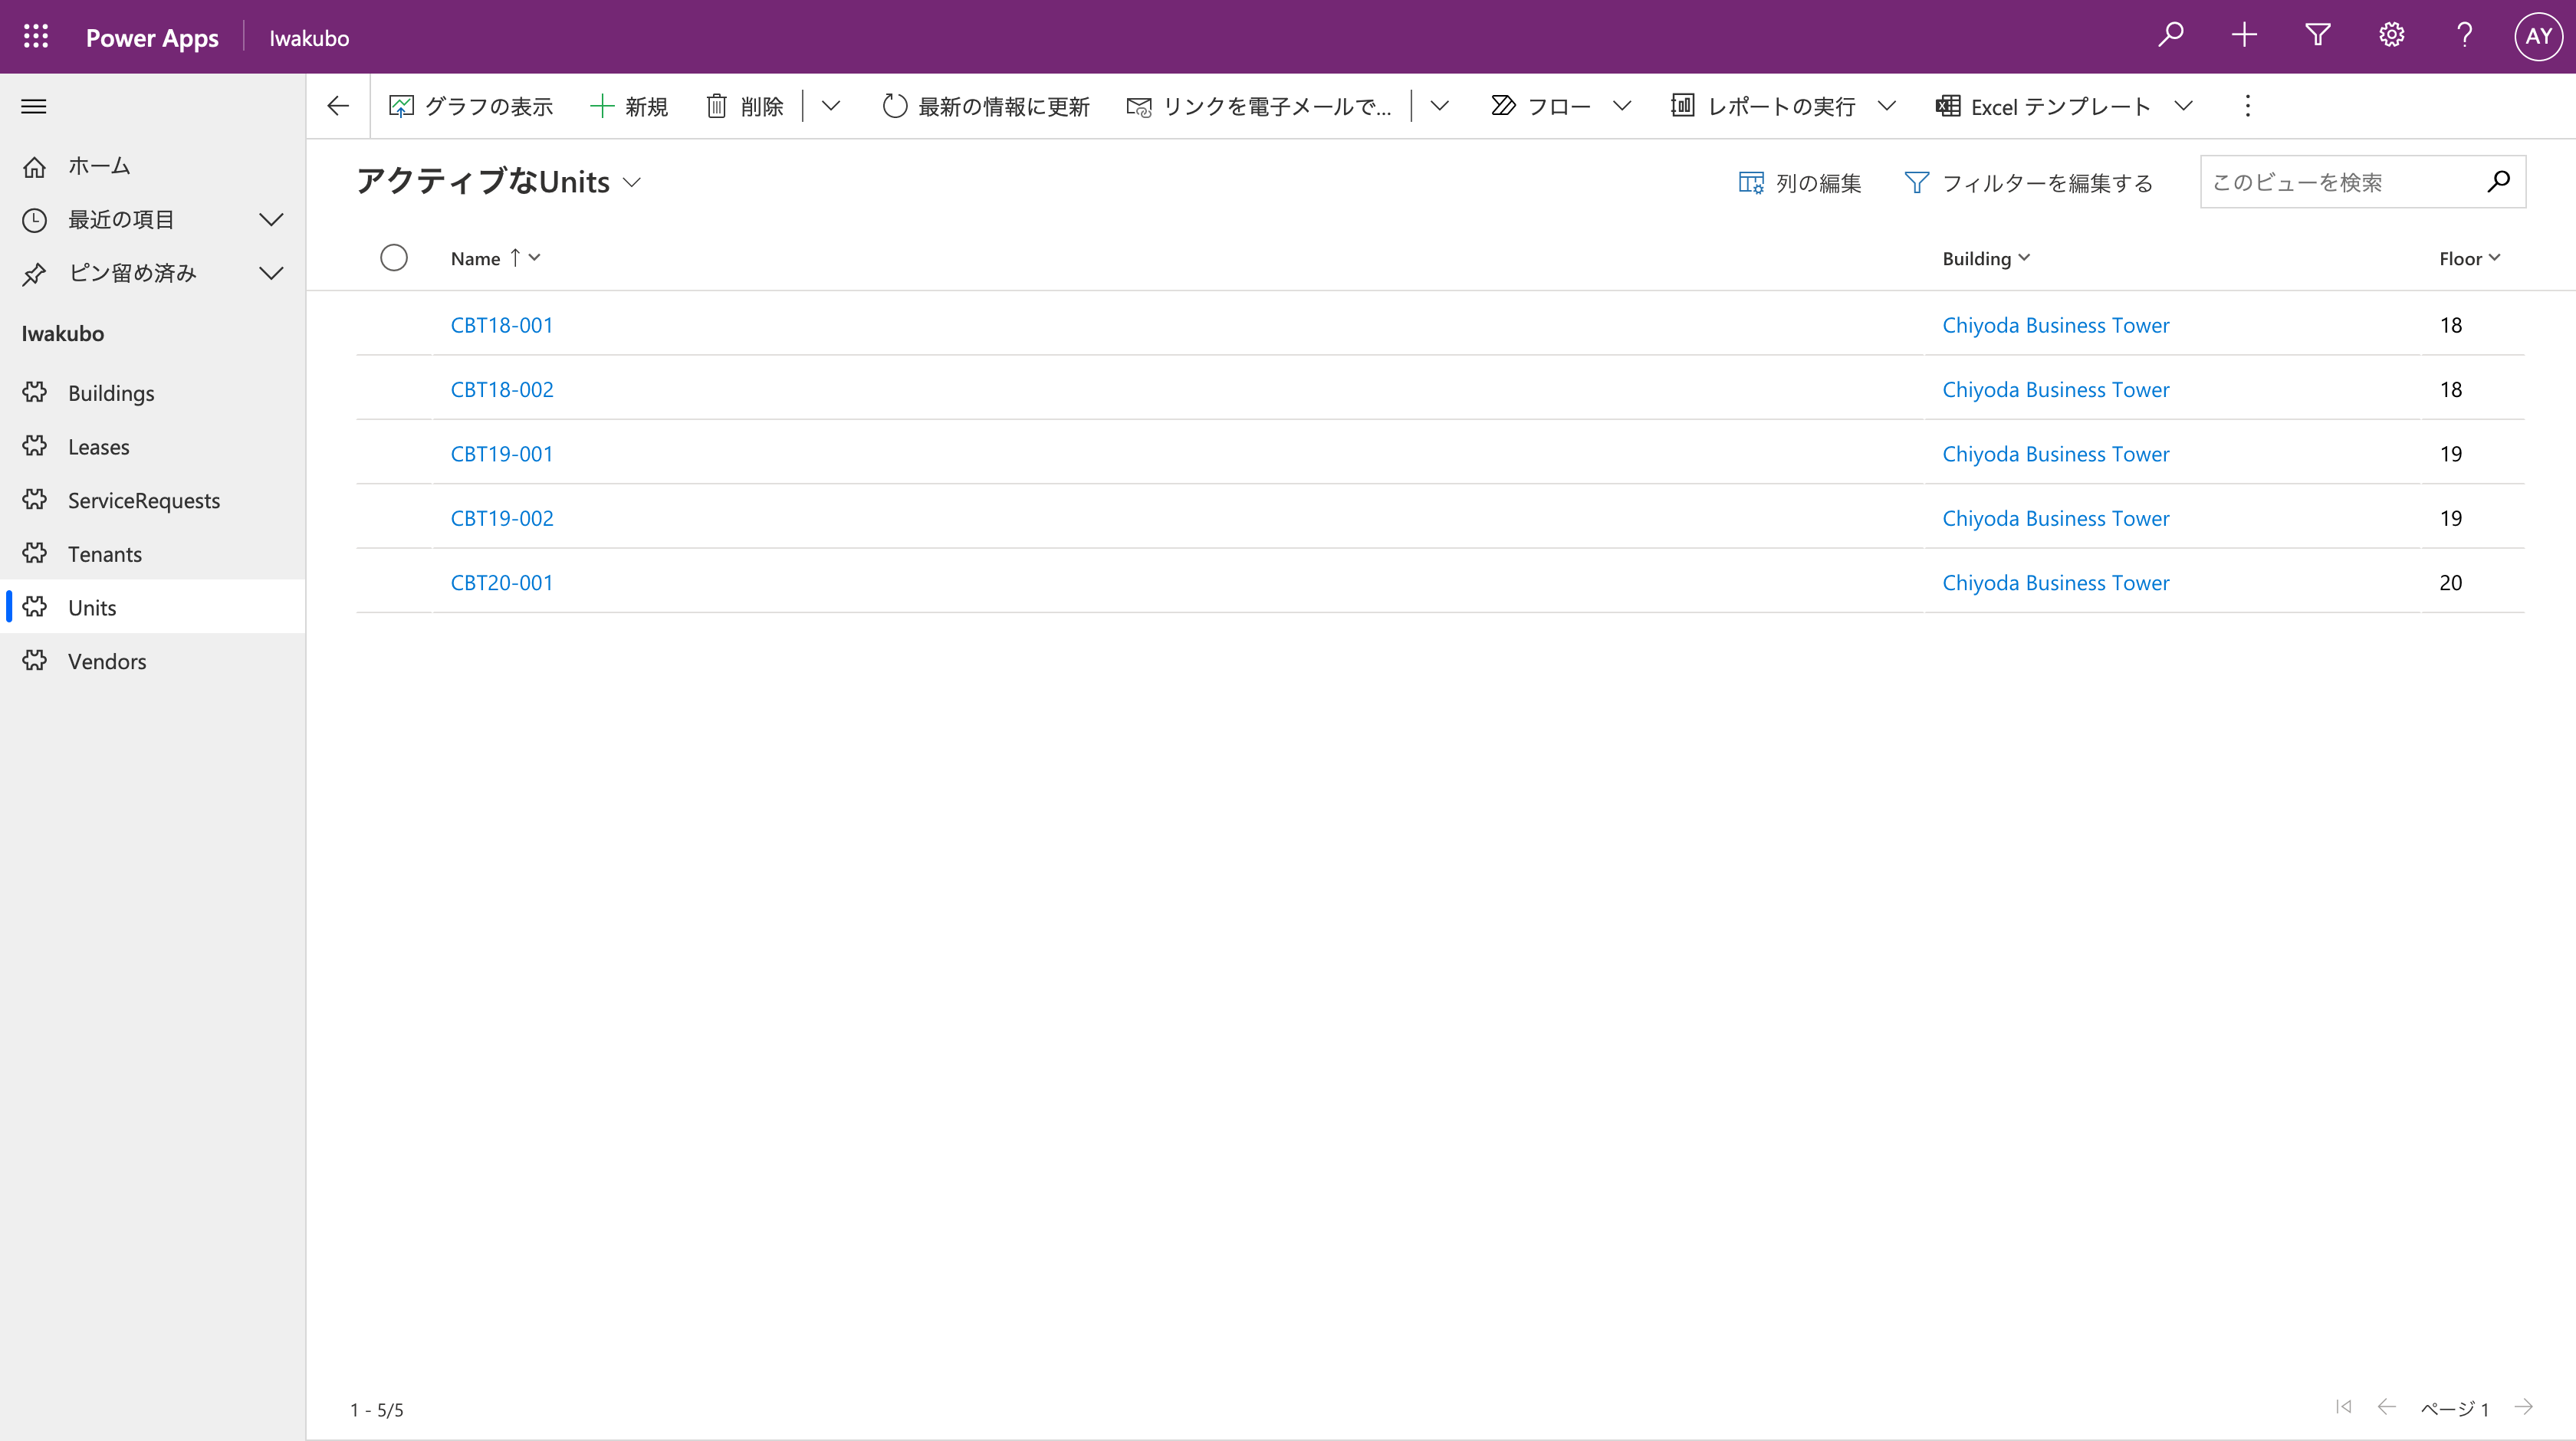 Power Apps Iwakubo AY
グラフの表示 新規 削除 最新の情報に更新 リンクを電子メールで... フロー レポートの実行 Excel テンプレート
ホーム
最近の項目
ピン留め済み
Iwakubo
Buildings
Leases
ServiceRequests
Tenants
Units
Vendors
アクティブなUnits 列の編集 フィルターを編集する このビューを検索
Name Building Floor
CBT18-001 Chiyoda Business Tower 18
CBT18-002 Chiyoda Business Tower 18
CBT19-001 Chiyoda Business Tower 19
CBT19-002 Chiyoda Business Tower 19
CBT20-001 Chiyoda Business Tower 20
1 - 5/5 ページ 1